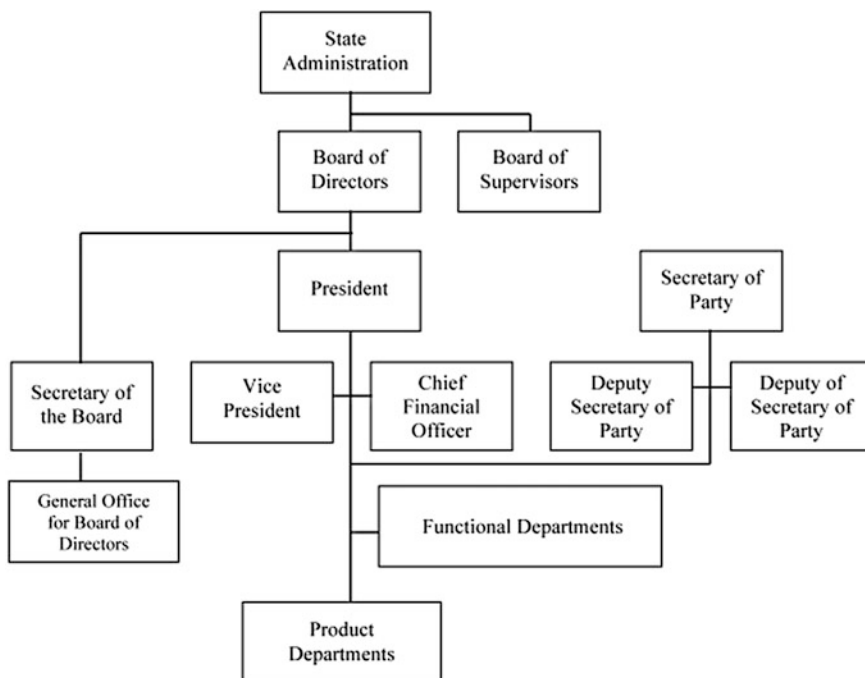 State
Administration
Board of
Directors
Board of
Supervisors
President
Secretary of
Party
Secretary of
the Board
Vice
President
Chief
Financial
Officer
Deputy
Secretary of
Party
Deputy of
Secretary of
Party
General Office
for Board of
Directors
Functional Departments
Product
Departments